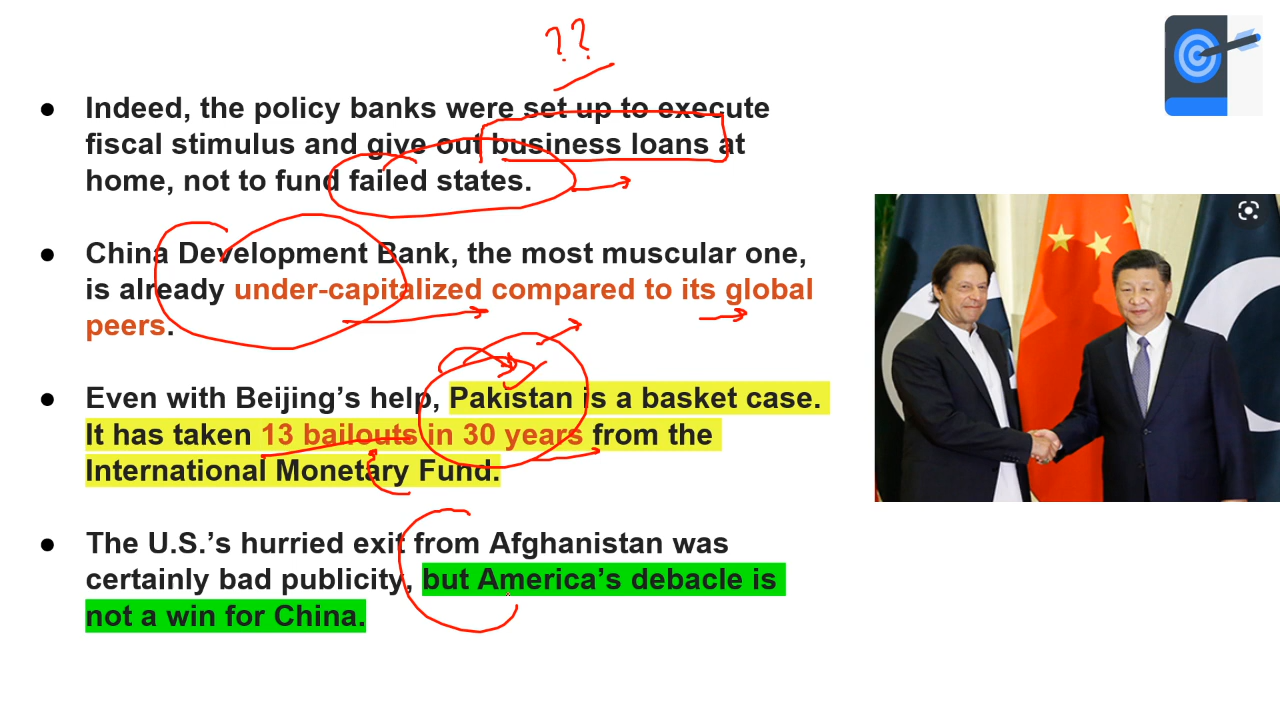 ??
● Indeed, the policy banks were set up to execute
fiscal stimulus and give out business loans at
home, not to fund failed states.
● China Development Bank, the most muscular one,
is already under-capitalized compared to its global
peers.
● Even with Beijing’s help, Pakistan is a basket case.
It has taken 13 bailouts in 30 years from the
International Monetary Fund.
● The U.S.’s hurried exit from Afghanistan was
certainly bad publicity, but America’s debacle is
not a win for China.